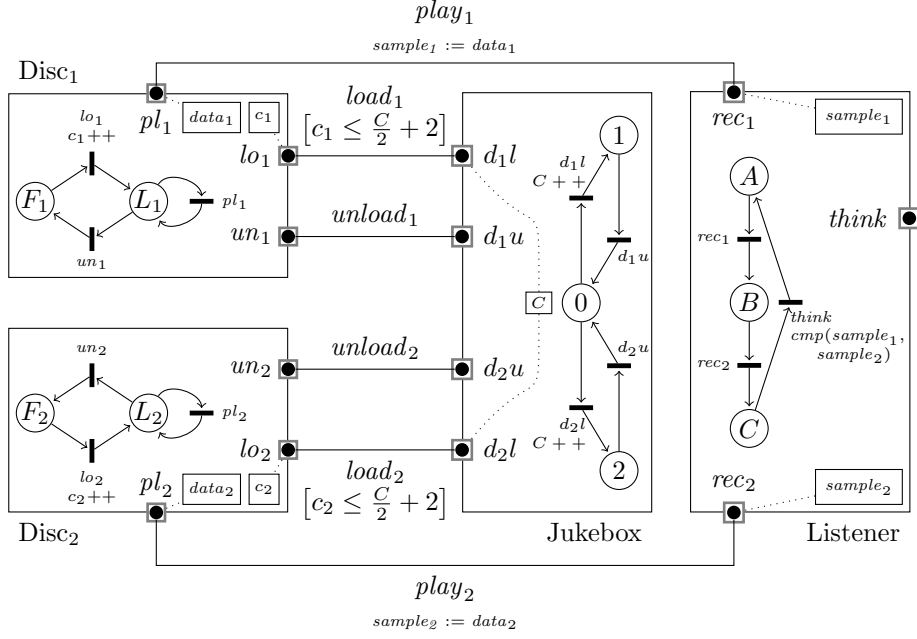 play₁
sample₁ := data₁
Disc₁
pl₁
data₁
c₁
lo₁
c₁++
F₁
L₁
pl₁
un₁
lo₁
un₁
load₁
[c₁ ≤ C/2 + 2]
unload₁
d₁l
d₁u
1
d₁l
C++
d₁u
0
C
d₂u
d₂l
C++
2
d₂u
d₂l
Jukebox
rec₁
sample₁
A
rec₁
B
rec₂
C
think
cmp(sample₁,
sample₂)
think
rec₂
sample₂
Listener
un₂
F₂
L₂
pl₂
lo₂
c₂++
un₂
lo₂
pl₂
data₂
c₂
Disc₂
unload₂
load₂
[c₂ ≤ C/2 + 2]
play₂
sample₂ := data₂